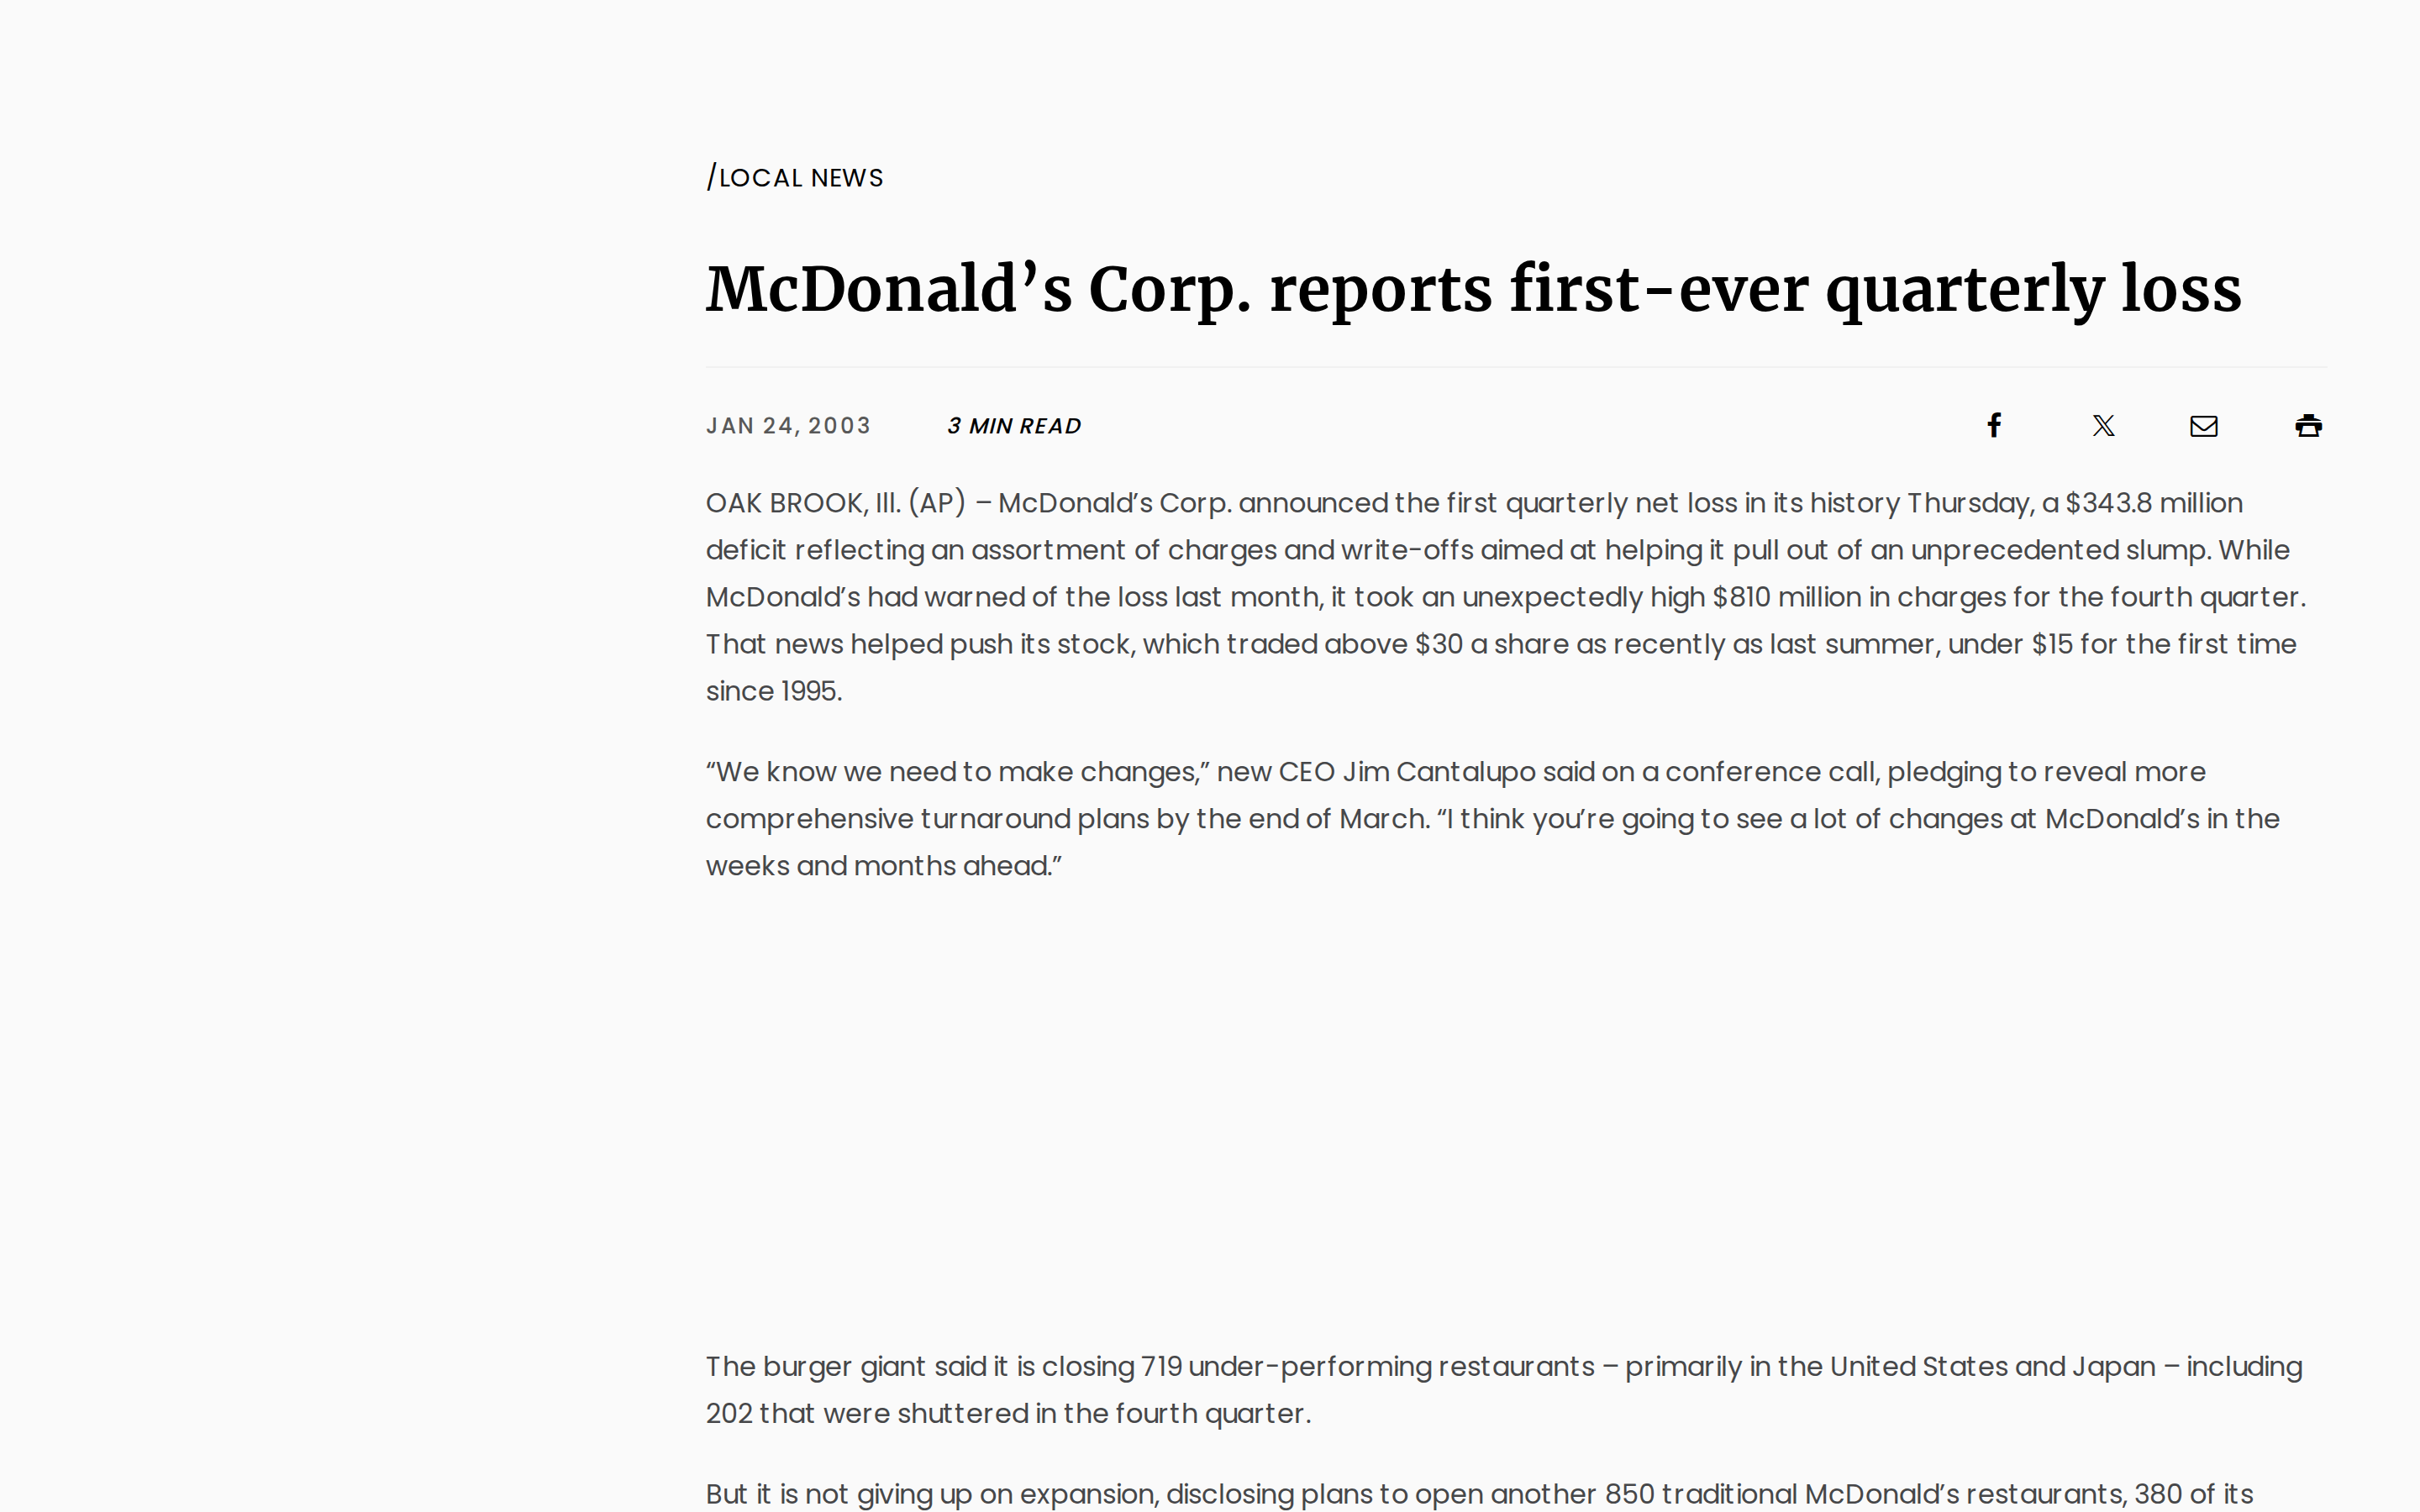 /LOCAL NEWS
McDonald’s Corp. reports first-ever quarterly loss
JAN 24, 2003 3 MIN READ
OAK BROOK, Ill. (AP) – McDonald’s Corp. announced the first quarterly net loss in its history Thursday, a $343.8 million
deficit reflecting an assortment of charges and write-offs aimed at helping it pull out of an unprecedented slump. While
McDonald’s had warned of the loss last month, it took an unexpectedly high $810 million in charges for the fourth quarter.
That news helped push its stock, which traded above $30 a share as recently as last summer, under $15 for the first time
since 1995.
“We know we need to make changes,” new CEO Jim Cantalupo said on a conference call, pledging to reveal more
comprehensive turnaround plans by the end of March. “I think you’re going to see a lot of changes at McDonald’s in the
weeks and months ahead.”
The burger giant said it is closing 719 under-performing restaurants – primarily in the United States and Japan – including
202 that were shuttered in the fourth quarter.
But it is not giving up on expansion, disclosing plans to open another 850 traditional McDonald’s restaurants, 380 of its